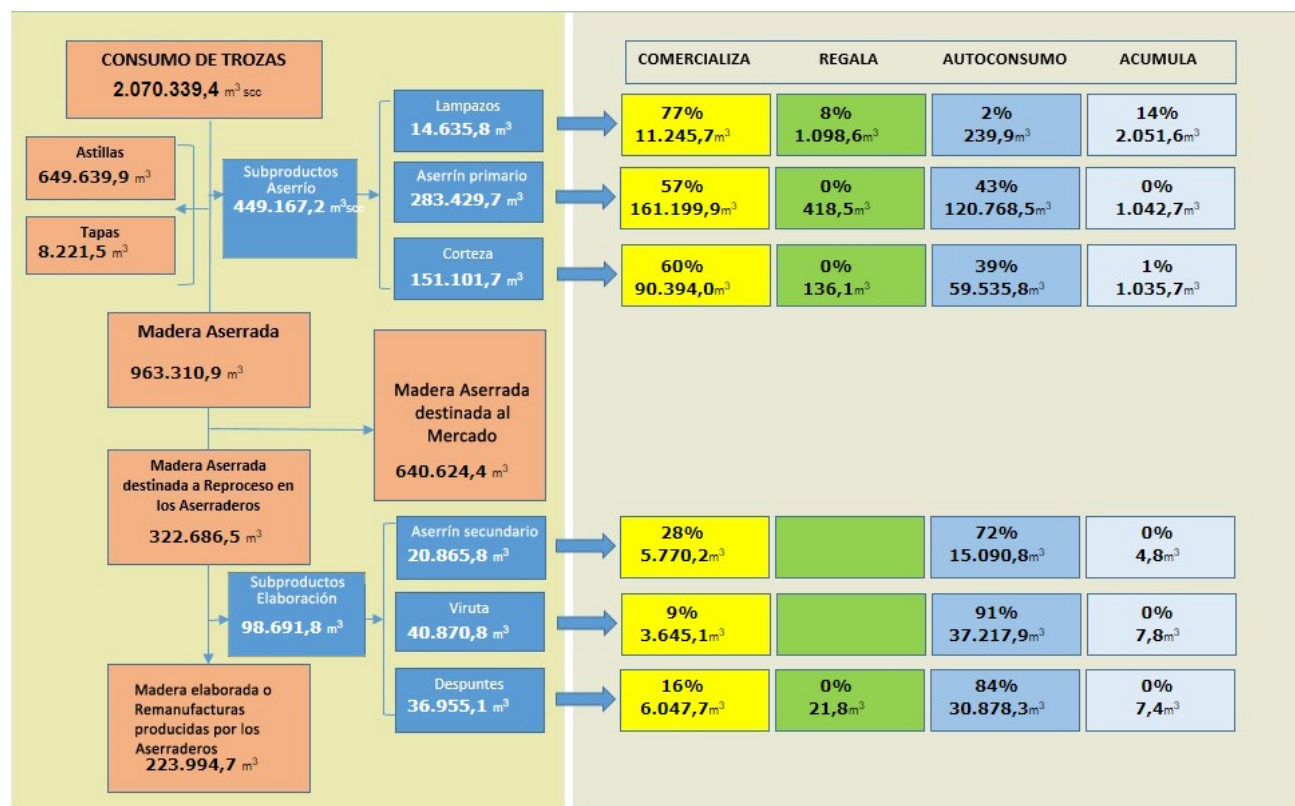 CONSUMO DE TROZAS
2.070.339,4 m³ scc
Astillas
649.639,9 m³
Tapas
8.221,5 m³
Subproductos
Aserrío
449.167,2 m³scc
Lampazos
14.635,8 m³
Aserrín primario
283.429,7 m³
Corteza
151.101,7 m³
Madera Aserrada
963.310,9 m³
Madera Aserrada
destinada al
Mercado
640.624,4 m³
Madera Aserrada
destinada a Reproceso en
los Aserraderos
322.686,5 m³
Subproductos
Elaboración
98.691,8 m³
Aserrín secundario
20.865,8 m³
Viruta
40.870,8 m³
Despuntes
36.955,1 m³
Madera elaborada o
Remanufacturas
producidas por los
Aserraderos
223.994,7 m³
COMERCIALIZA REGALA AUTOCONSUMO ACUMULA
77% 8% 2% 14%
11.245,7m³ 1.098,6m³ 239,9m³ 2.051,6m³
57% 0% 43% 0%
161.199,9m³ 418,5m³ 120.768,5m³ 1.042,7m³
60% 0% 39% 1%
90.394,0m³ 136,1m³ 59.535,8m³ 1.035,7m³
28% 72% 0%
5.770,2m³ 15.090,8m³ 4,8m³
9% 91% 0%
3.645,1m³ 37.217,9m³ 7,8m³
16% 0% 84% 0%
6.047,7m³ 21,8m³ 30.878,3m³ 7,4m³